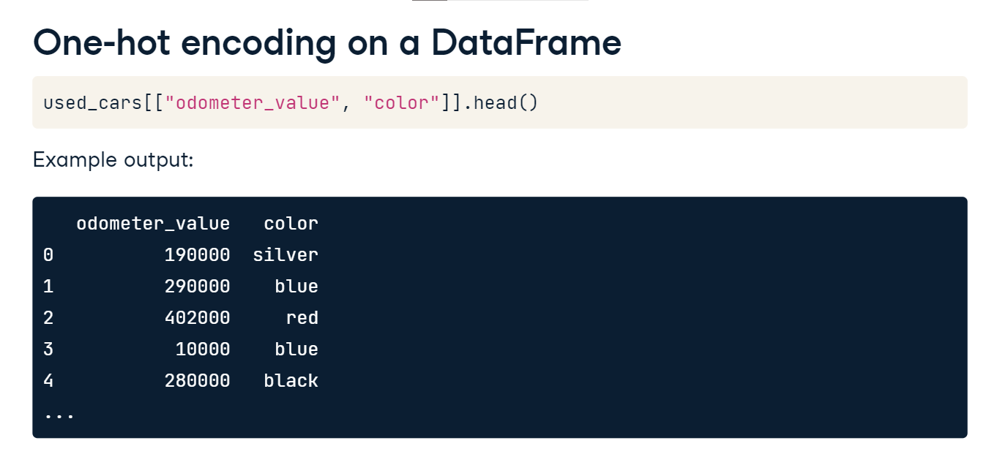 One-hot encoding on a DataFrame
used_cars[["odometer_value", "color"]].head()
Example output:
odometer_value color
0 190000 silver
1 290000 blue
2 402000 red
3 10000 blue
4 280000 black
...